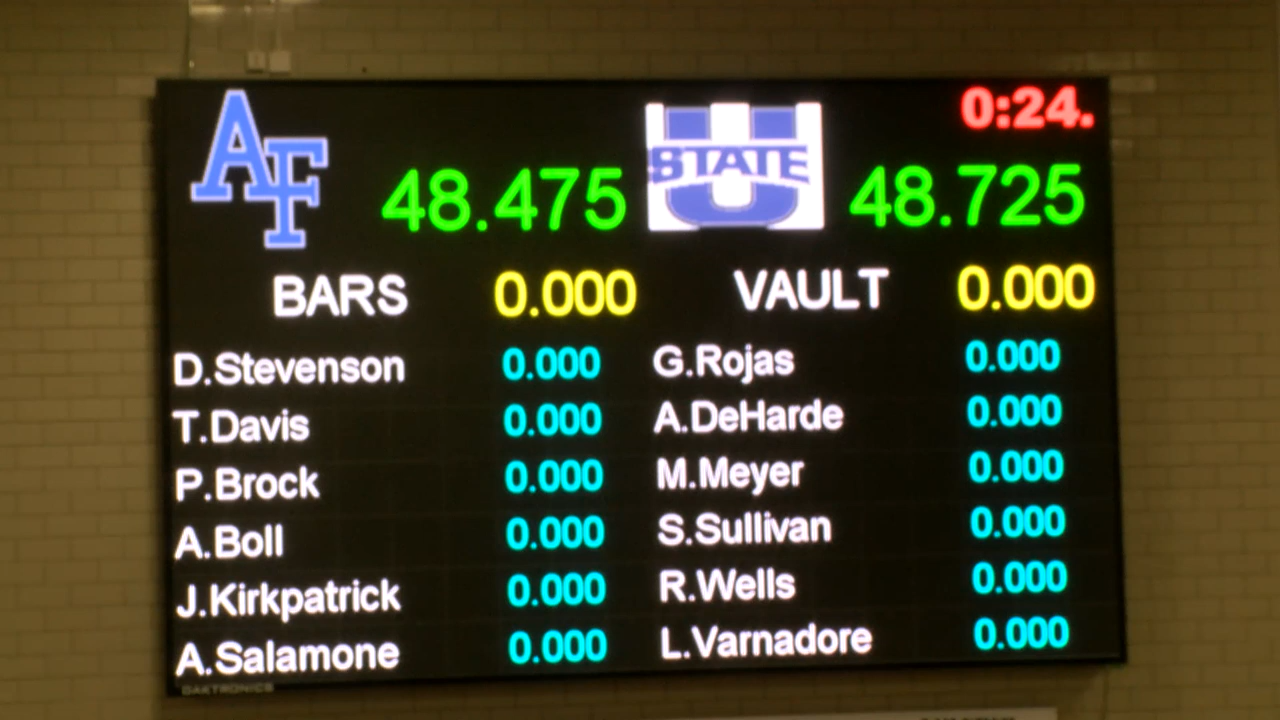 AF 48.475 U STATE 48.725 0:24.
BARS 0.000 VAULT 0.000
D.Stevenson 0.000 G.Rojas 0.000
T.Davis 0.000 A.DeHarde 0.000
P.Brock 0.000 M.Meyer 0.000
A.Boll 0.000 S.Sullivan 0.000
J.Kirkpatrick 0.000 R.Wells 0.000
A.Salamone 0.000 L.Varnadore 0.000
DAKTRONICS